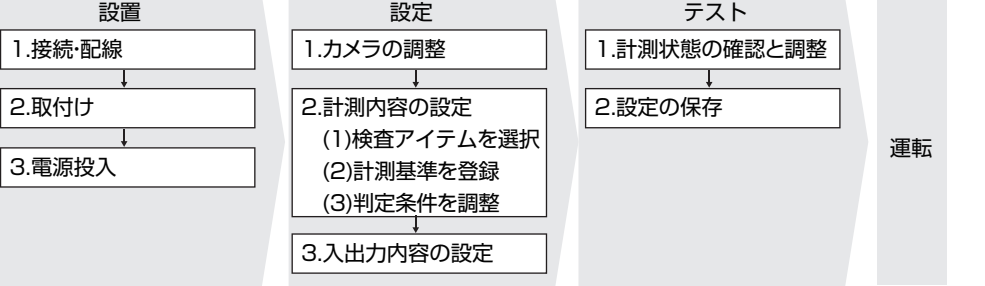 設置
1.接続・配線
2.取付け
3.電源投入
設定
1.カメラの調整
2.計測内容の設定
(1)検査アイテムを選択
(2)計測基準を登録
(3)判定条件を調整
3.入出力内容の設定
テスト
1.計測状態の確認と調整
2.設定の保存
運転